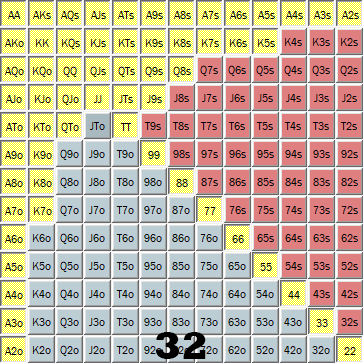 AA AKs AQs AJs ATs A9s A8s A7s A6s A5s A4s A3s A2s
AKo KK KQs KJs KTs K9s K8s K7s K6s K5s K4s K3s K2s
AQo KQo QQ QJs QTs Q9s Q8s Q7s Q6s Q5s Q4s Q3s Q2s
AJo KJo QJo JJ JTs J9s J8s J7s J6s J5s J4s J3s J2s
ATo KTo QTo JTo TT T9s T8s T7s T6s T5s T4s T3s T2s
A9o K9o Q9o J9o T9o 99 98s 97s 96s 95s 94s 93s 92s
A8o K8o Q8o J8o T8o 98o 88 87s 86s 85s 84s 83s 82s
A7o K7o Q7o J7o T7o 97o 87o 77 76s 75s 74s 73s 72s
A6o K6o Q6o J6o T6o 96o 86o 76o 66 65s 64s 63s 62s
A5o K5o Q5o J5o T5o 95o 85o 75o 65o 55 54s 53s 52s
A4o K4o Q4o J4o T4o 94o 84o 74o 64o 54o 44 43s 42s
A3o K3o Q3o J3o T3o 93o 83o 73o 63o 53o 43o 33 32s
A2o K2o Q2o J2o T2o 32 62o 52o 42o 32o 22